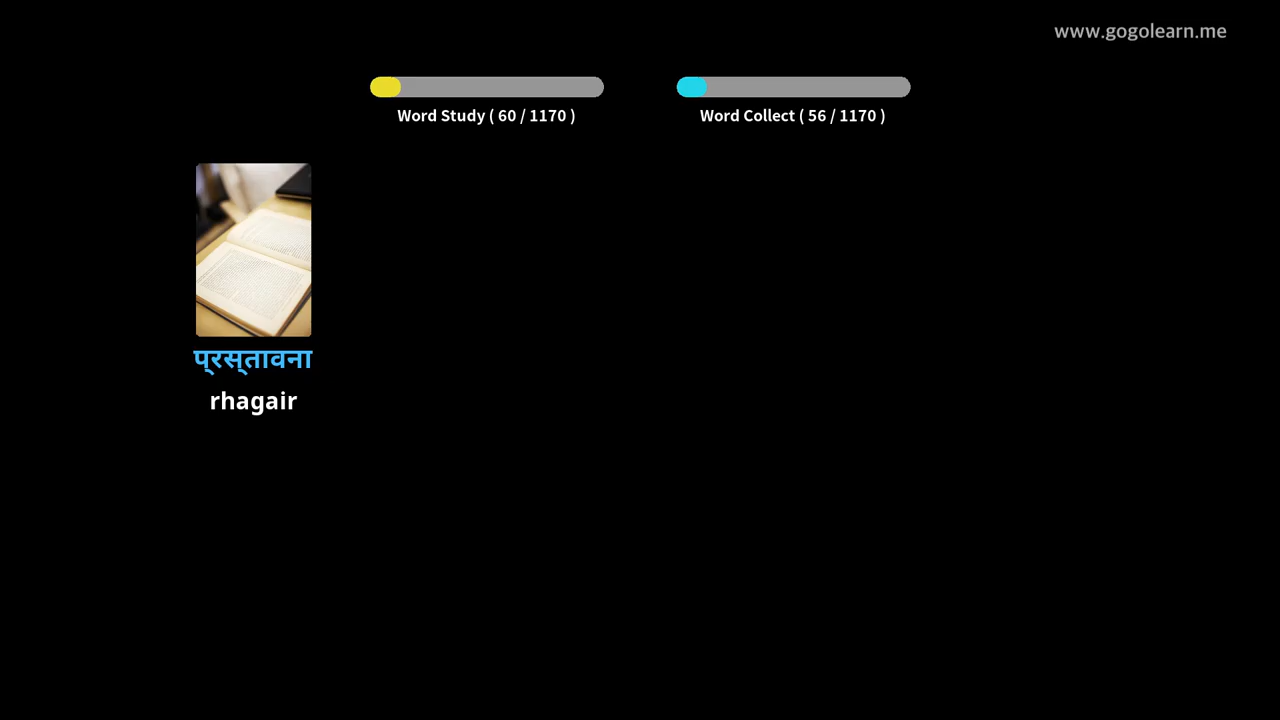 www.gogolearn.me
Word Study ( 60 / 1170 )
Word Collect ( 56 / 1170 )
प्रस्तावना
rhagair